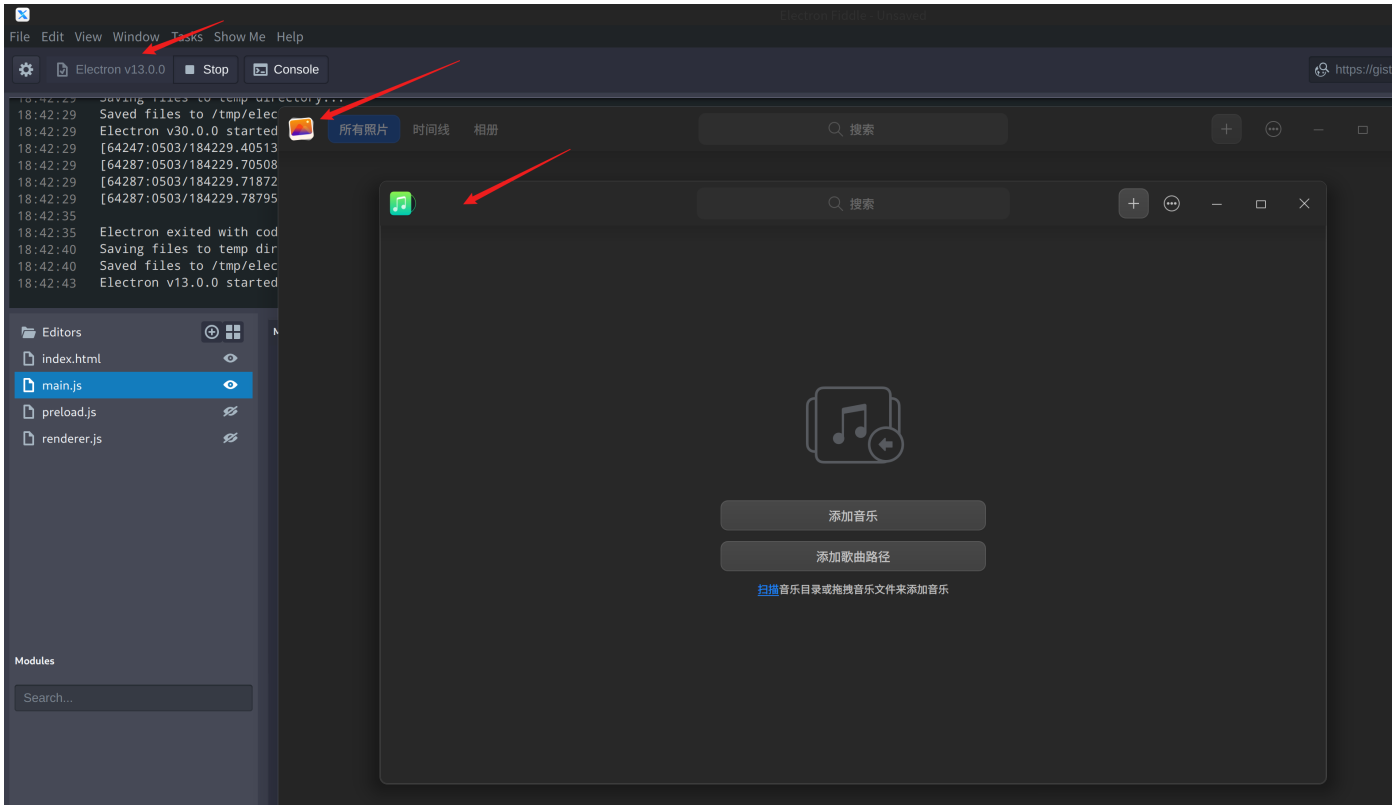 Electron Fiddle - Unsaved
File Edit View Window Tasks Show Me Help
Electron v13.0.0 Stop Console https://gist
18:42:29 Saving files to temp directory...
18:42:29 Saved files to /tmp/elec
18:42:29 Electron v30.0.0 started
18:42:29 [64247:0503/184229.40513
18:42:29 [64287:0503/184229.70508
18:42:29 [64287:0503/184229.71872
18:42:29 [64287:0503/184229.78795
18:42:35
18:42:35 Electron exited with cod
18:42:40 Saving files to temp dir
18:42:40 Saved files to /tmp/elec
18:42:43 Electron v13.0.0 started
所有照片 时间线 相册 搜索
搜索
Editors
index.html
main.js
preload.js
renderer.js
添加音乐
添加歌曲路径
扫描音乐目录或拖拽音乐文件来添加音乐
Modules
Search...